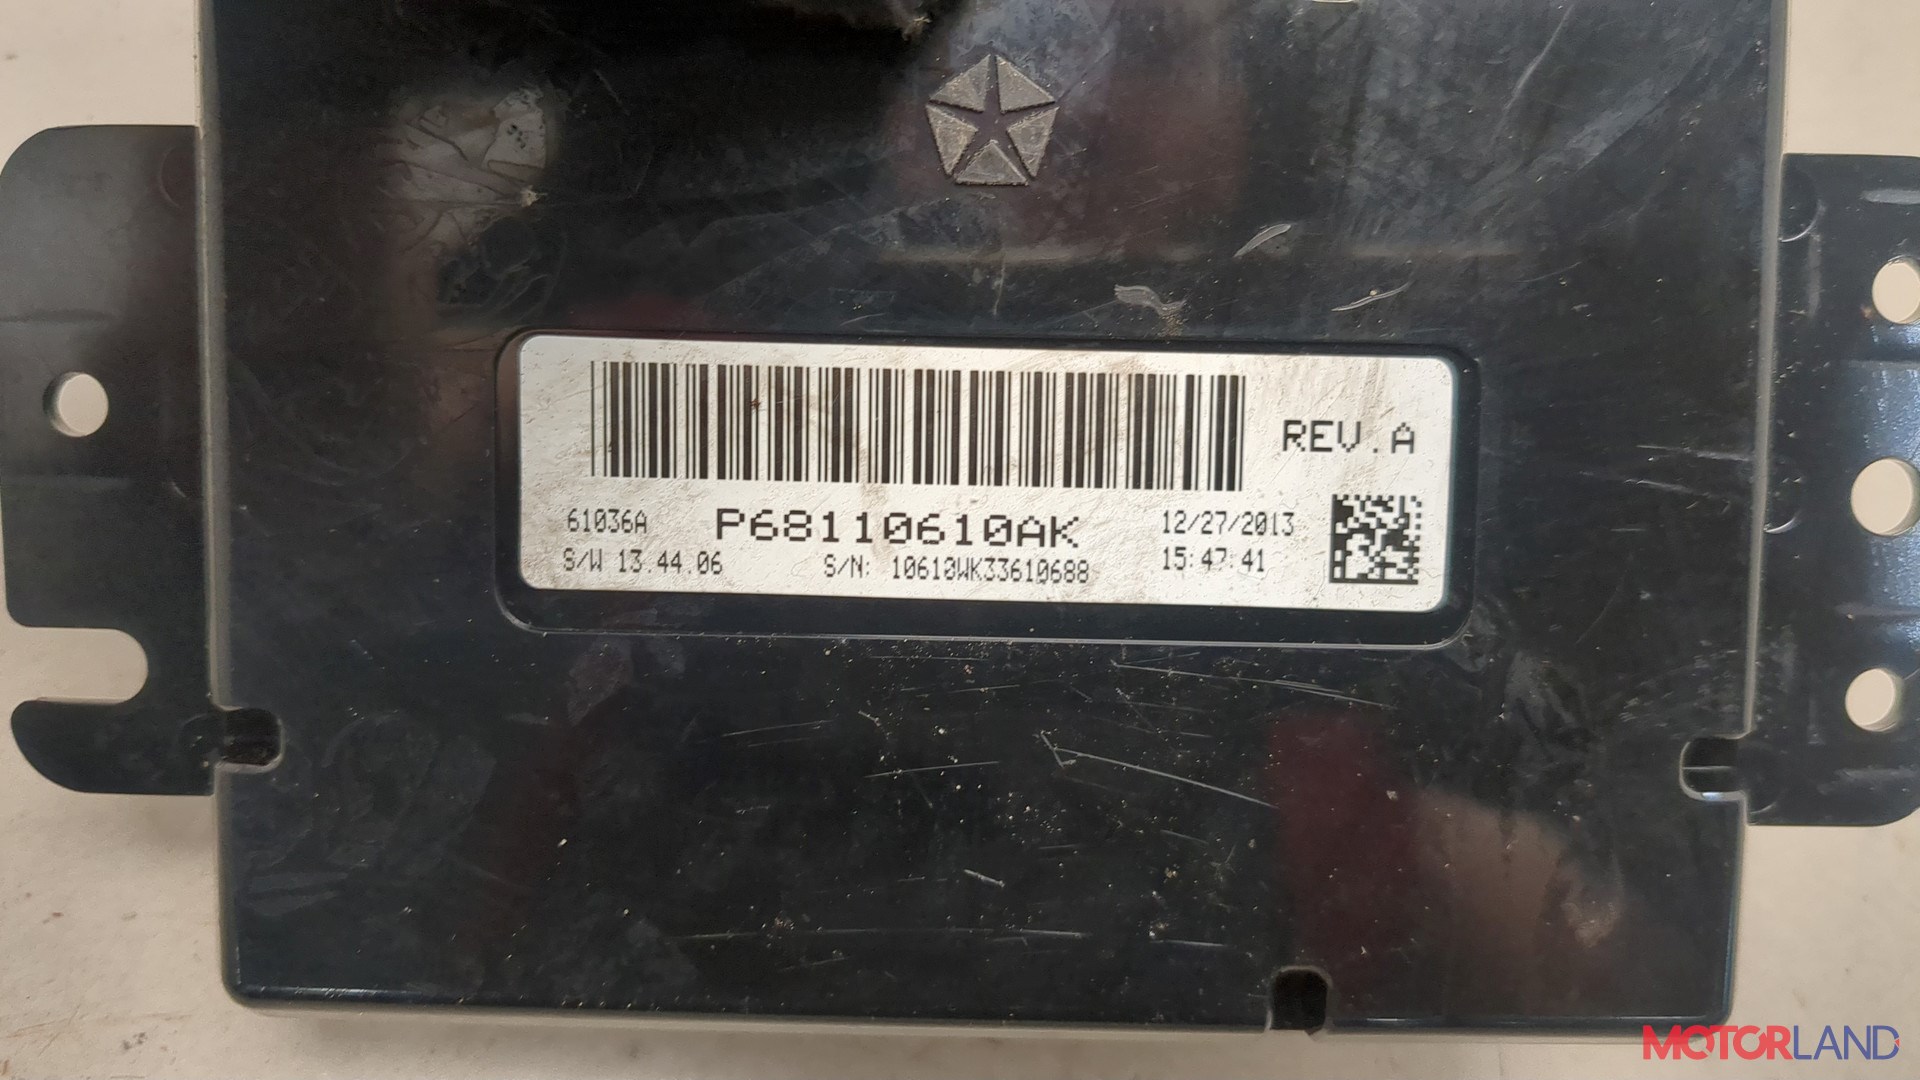 REV.A
61036A P68110610AK 12/27/2013
S/W 13.44.06 S/N: 10610WK33610688 15:47:41
MOTORLAND